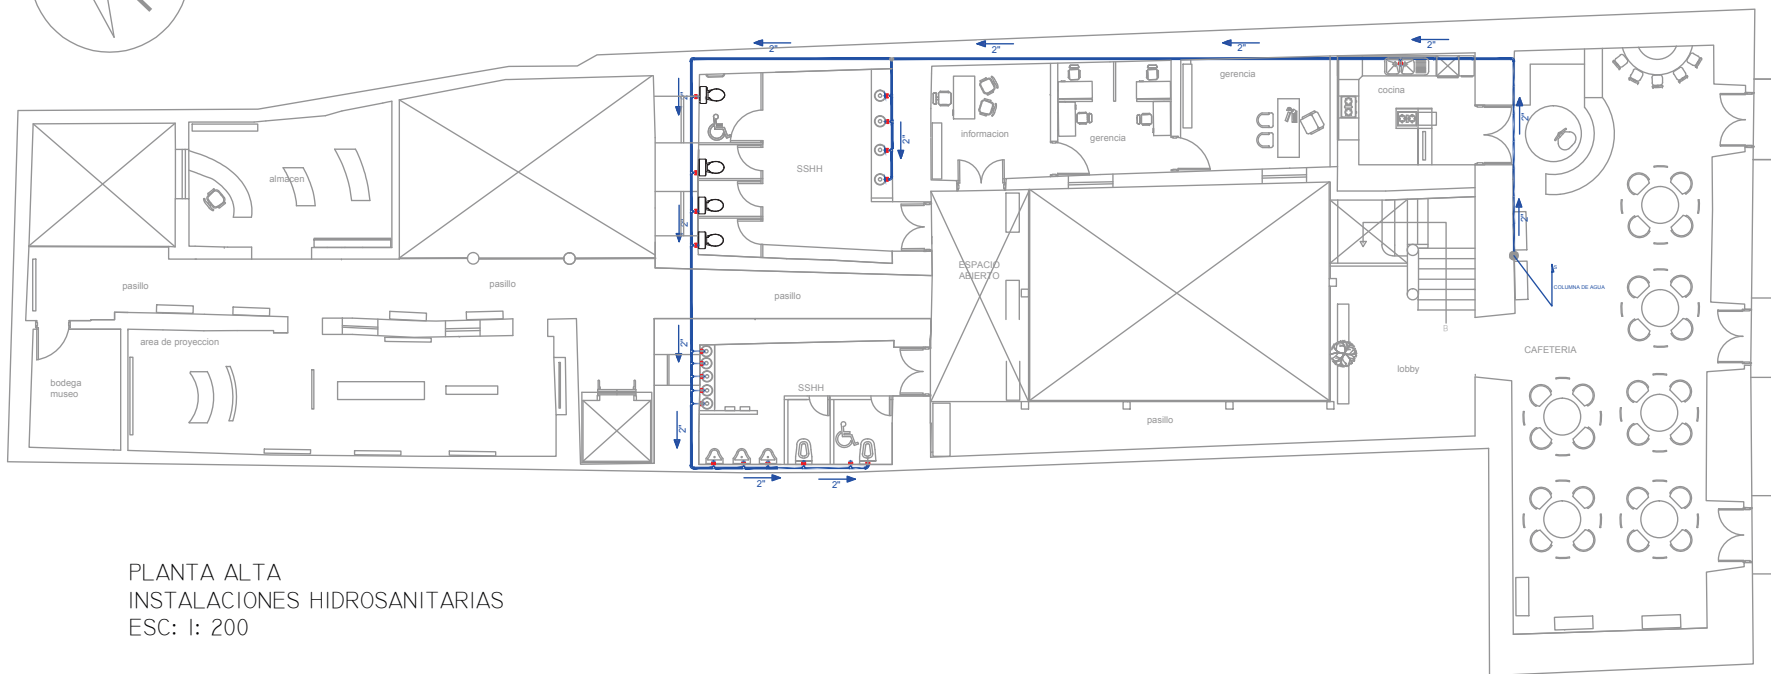 2"
2"
2"
2"
gerencia
cocina
2"
2"
2"
informacion
gerencia
SSHH
almacen
2"
2"
ESPACIO
ABIERTO
pasillo
pasillo
pasillo
COLUMNA DE AGUA
area de proyeccion
2"
CAFETERIA
lobby
bodega
museo
SSHH
pasillo
2"
2"
2"
PLANTA ALTA
INSTALACIONES HIDROSANITARIAS
ESC: 1: 200